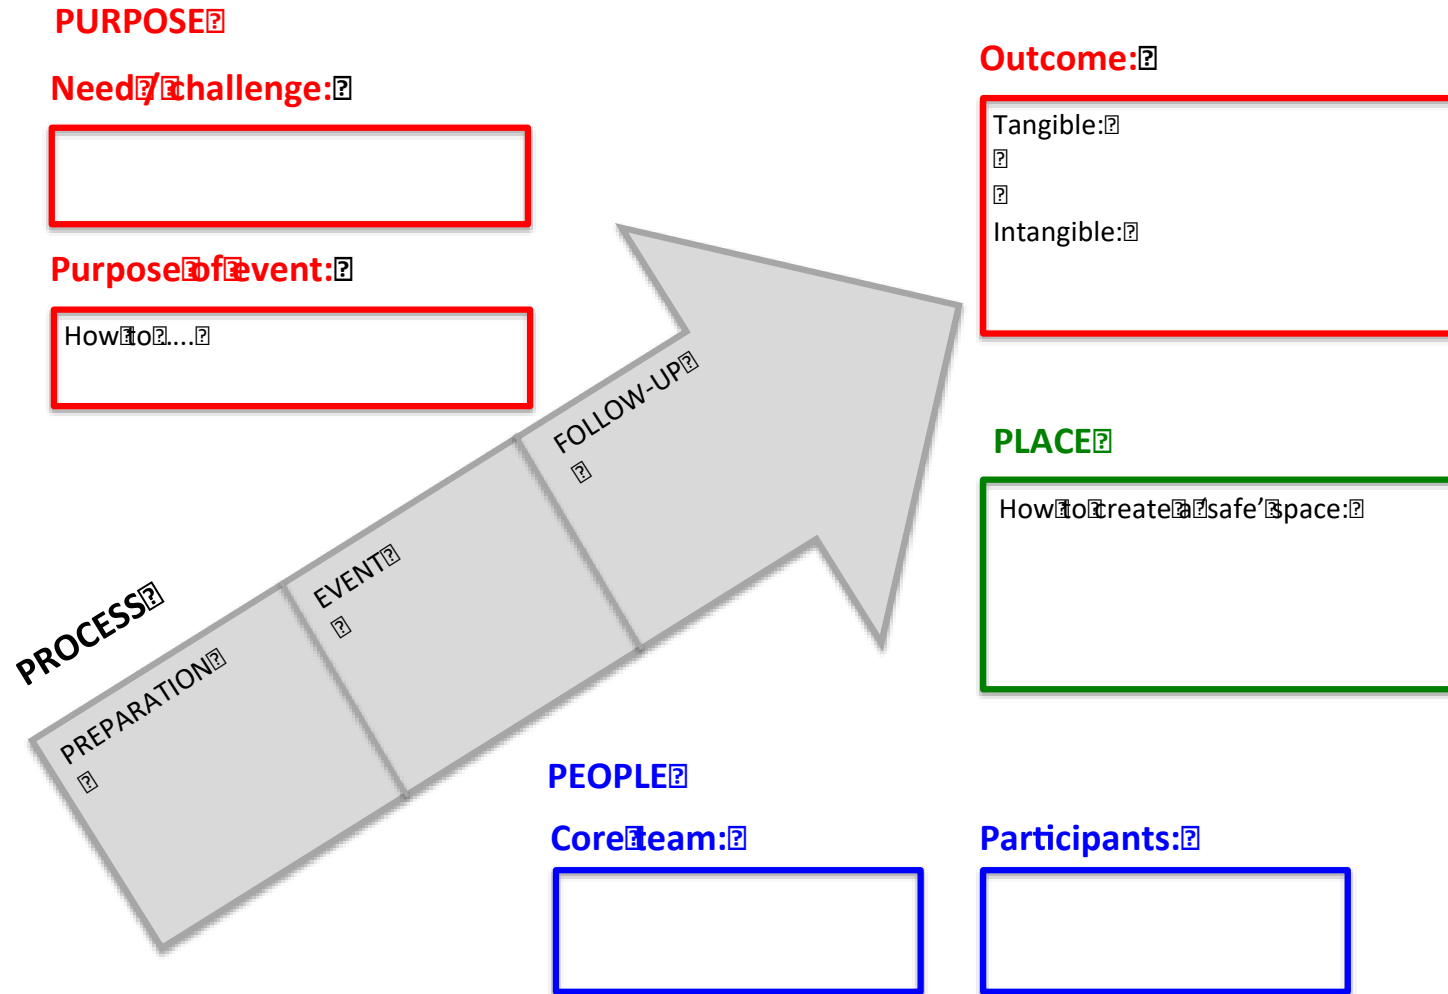 PURPOSE
Need / challenge:
Purpose of event:
How to ....
Outcome:
Tangible:
Intangible:
PLACE
How to create a ‘safe’ space:
PROCESS
PREPARATION
EVENT
FOLLOW-UP
PEOPLE
Core team:
Participants: